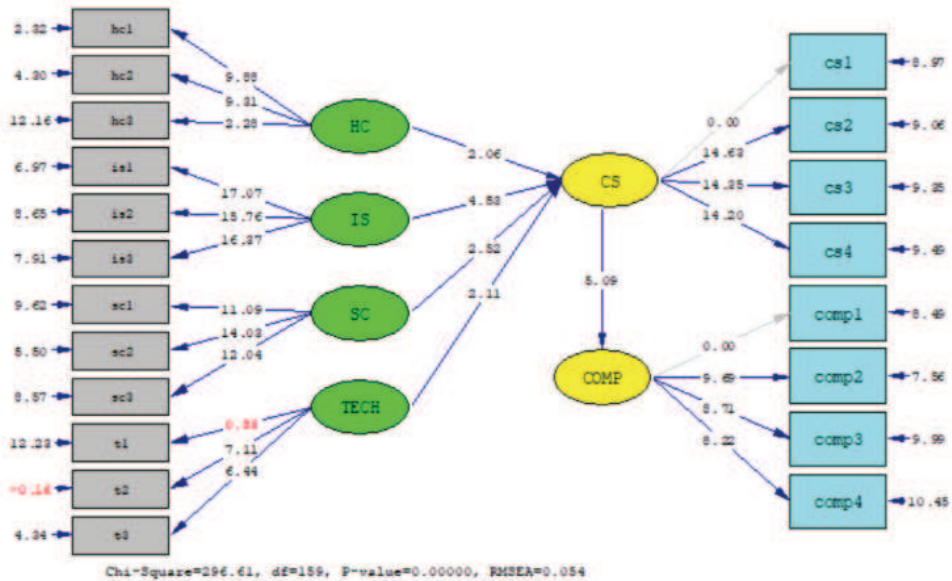 2.32 hc1
4.20 hc2
12.16 hc3
6.97 is1
8.65 is2
7.91 is3
9.62 sc1
5.50 sc2
8.57 sc3
12.23 t1
-0.16 t2
4.34 t3
9.88
9.31
2.28
17.07
15.76
16.37
11.09
14.03
12.04
0.88
7.11
6.44
HC
IS
SC
TECH
2.06
4.53
2.52
2.11
CS
5.09
COMP
0.00
14.63
14.35
14.20
0.00
9.69
8.71
8.22
cs1 8.97
cs2 9.06
cs3 9.25
cs4 9.49
comp1 8.49
comp2 7.56
comp3 9.99
comp4 10.45
Chi-Square=296.61, df=159, P-value=0.00000, RMSEA=0.054